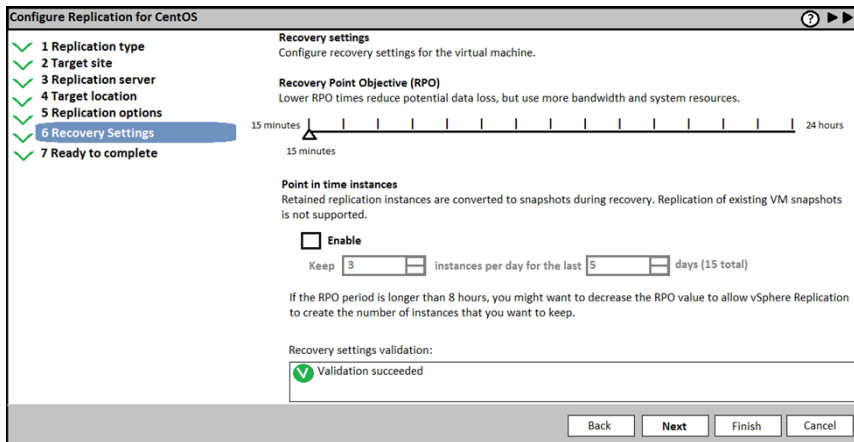 Configure Replication for CentOS
?
1 Replication type
2 Target site
3 Replication server
4 Target location
5 Replication options
6 Recovery Settings
7 Ready to complete
Recovery settings
Configure recovery settings for the virtual machine.
Recovery Point Objective (RPO)
Lower RPO times reduce potential data loss, but use more bandwidth and system resources.
15 minutes 24 hours
15 minutes
Point in time instances
Retained replication instances are converted to snapshots during recovery. Replication of existing VM snapshots
is not supported.
Enable
Keep 3 instances per day for the last 5 days (15 total)
If the RPO period is longer than 8 hours, you might want to decrease the RPO value to allow vSphere Replication
to create the number of instances that you want to keep.
Recovery settings validation:
Validation succeeded
Back Next Finish Cancel